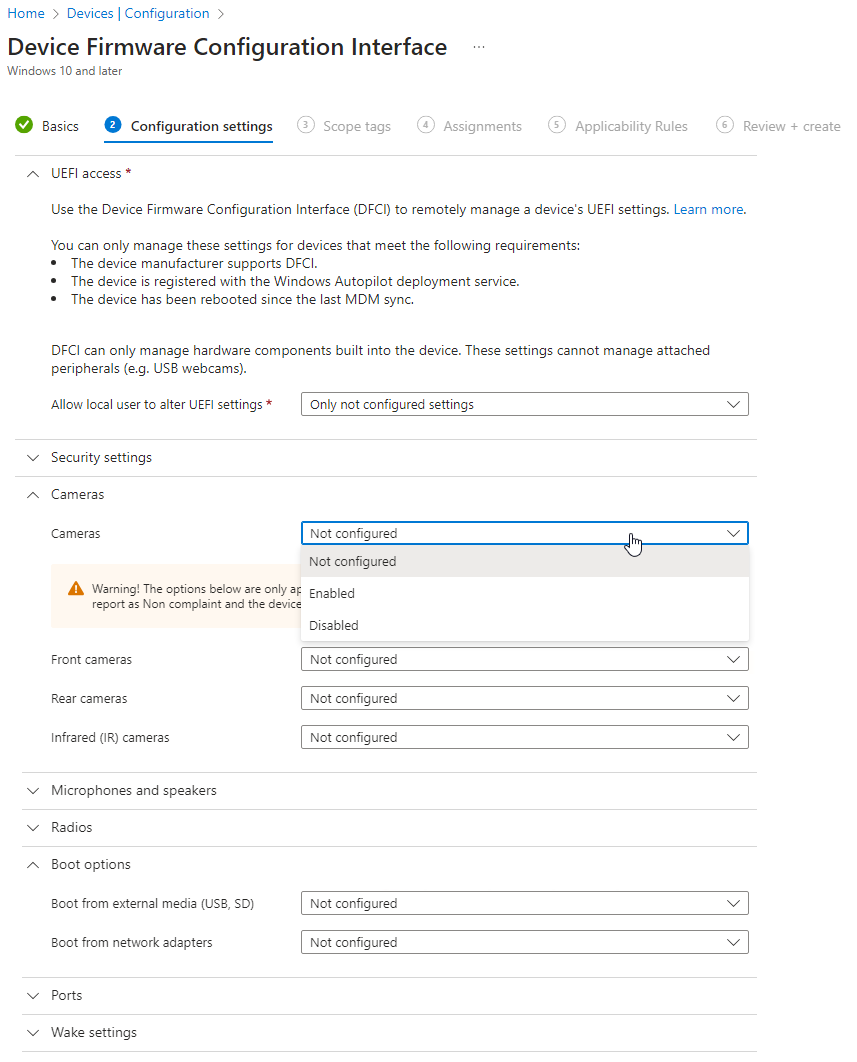 Home > Devices | Configuration >
Device Firmware Configuration Interface ...
Windows 10 and later
Basics
2 Configuration settings
3 Scope tags
4 Assignments
5 Applicability Rules
6 Review + create
UEFI access *
Use the Device Firmware Configuration Interface (DFCI) to remotely manage a device's UEFI settings. Learn more.
You can only manage these settings for devices that meet the following requirements:
• The device manufacturer supports DFCI.
• The device is registered with the Windows Autopilot deployment service.
• The device has been rebooted since the last MDM sync.
DFCI can only manage hardware components built into the device. These settings cannot manage attached
peripherals (e.g. USB webcams).
Allow local user to alter UEFI settings * Only not configured settings
Security settings
Cameras
Cameras Not configured
Not configured
Enabled
Disabled
Warning! The options below are only
report as Non complaint and the device
Front cameras Not configured
Rear cameras Not configured
Infrared (IR) cameras Not configured
Microphones and speakers
Radios
Boot options
Boot from external media (USB, SD) Not configured
Boot from network adapters Not configured
Ports
Wake settings